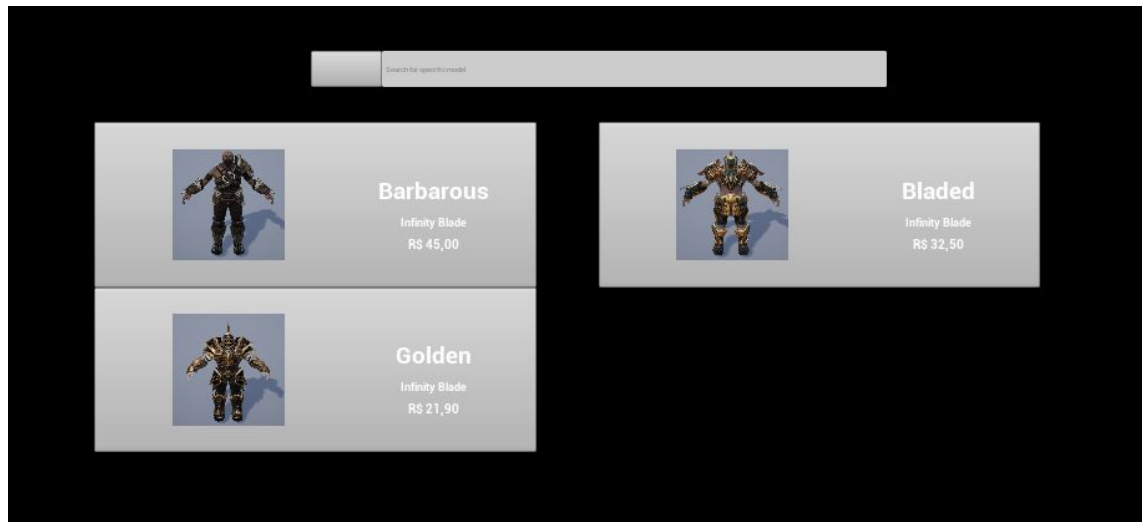 Search for specific model
Barbarous
Infinity Blade
R$ 45,00
Bladed
Infinity Blade
R$ 32,50
Golden
Infinity Blade
R$ 21,90